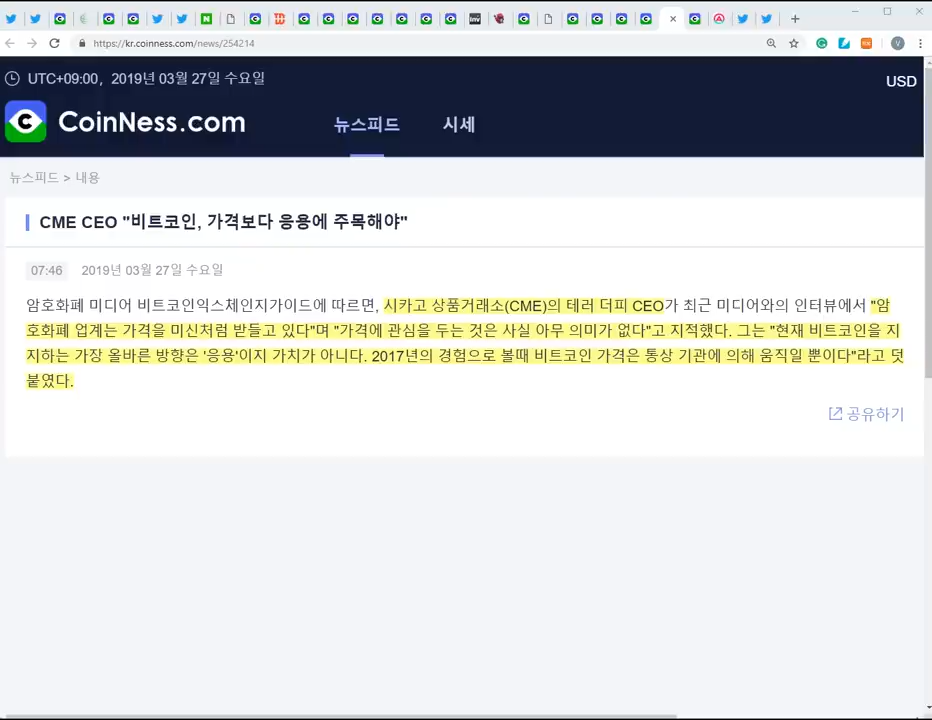 https://kr.coinness.com/news/254214
UTC+09:00, 2019년 03월 27일 수요일
USD
CoinNess.com
뉴스피드
시세
뉴스피드 > 내용
CME CEO "비트코인, 가격보다 응용에 주목해야"
07:46 2019년 03월 27일 수요일
암호화폐 미디어 비트코인익스체인지가이드에 따르면, 시카고 상품거래소(CME)의 테러 더피 CEO가 최근 미디어와의 인터뷰에서 "암
호화폐 업계는 가격을 미신처럼 받들고 있다"며 "가격에 관심을 두는 것은 사실 아무 의미가 없다"고 지적했다. 그는 "현재 비트코인을 지
지하는 가장 올바른 방향은 '응용'이지 가치가 아니다. 2017년의 경험으로 볼때 비트코인 가격은 통상 기관에 의해 움직일 뿐이다"라고 덧
붙였다.
공유하기